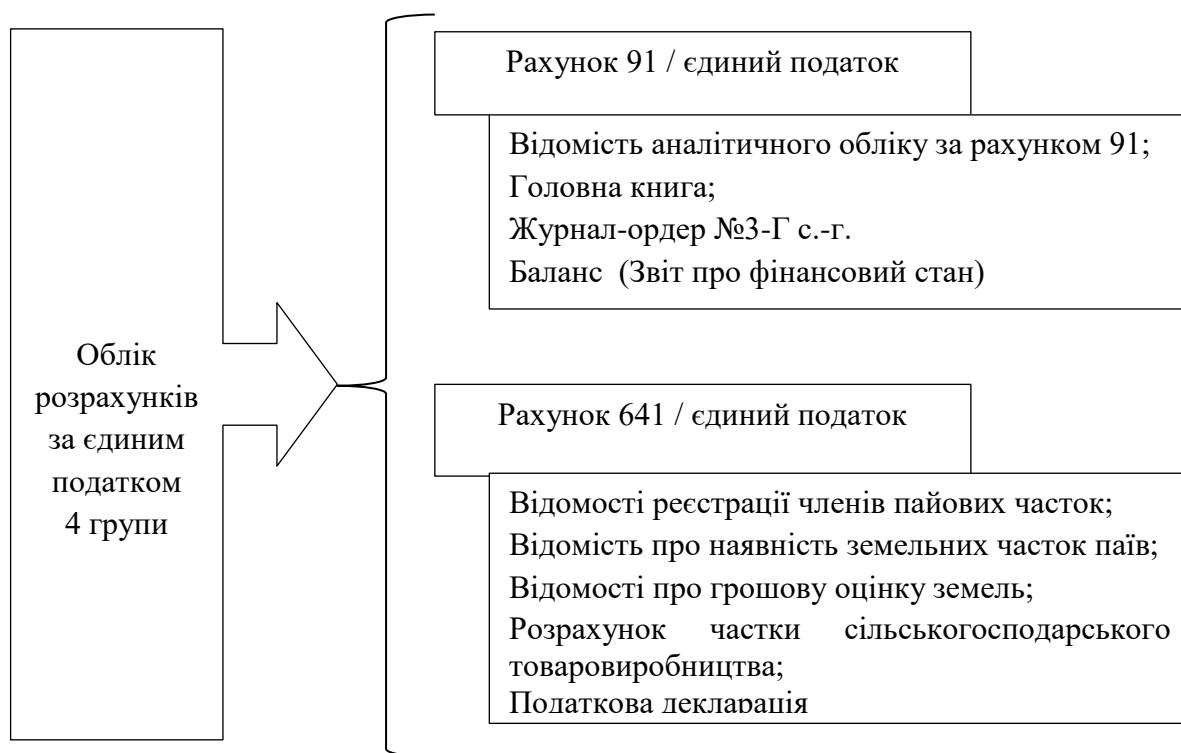 Облік
розрахунків
за єдиним
податком
4 групи
Рахунок 91 / єдиний податок
Відомість аналітичного обліку за рахунком 91;
Головна книга;
Журнал-ордер №3-Г с.-г.
Баланс (Звіт про фінансовий стан)
Рахунок 641 / єдиний податок
Відомості реєстрації членів пайових часток;
Відомість про наявність земельних часток паїв;
Відомості про грошову оцінку земель;
Розрахунок частки сільськогосподарського
товаровиробництва;
Податкова декларація